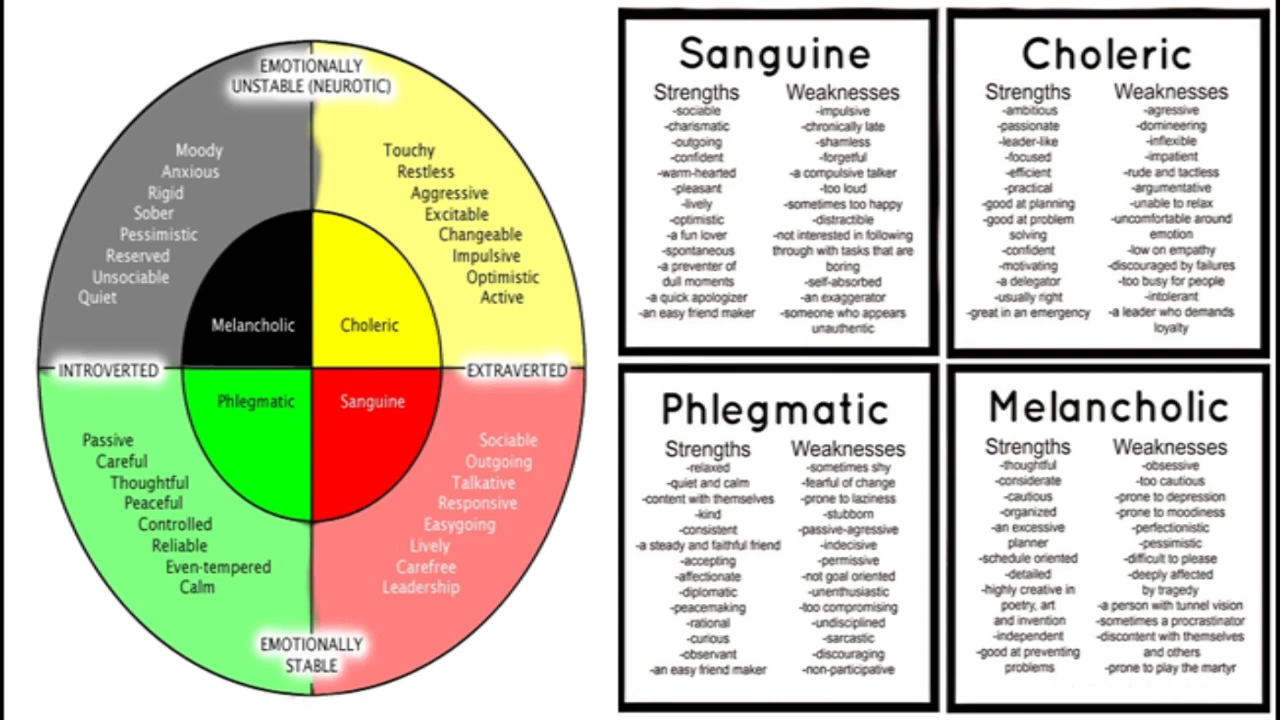 EMOTIONALLY
UNSTABLE (NEUROTIC)
Moody
Anxious
Rigid
Sober
Pessimistic
Reserved
Unsociable
Quiet
Touchy
Restless
Aggressive
Excitable
Changeable
Impulsive
Optimistic
Active
Melancholic
Choleric
INTROVERTED
EXTRAVERTED
Phlegmatic
Sanguine
Passive
Careful
Thoughtful
Peaceful
Controlled
Reliable
Even-tempered
Calm
Sociable
Outgoing
Talkative
Responsive
Easygoing
Lively
Carefree
Leadership
EMOTIONALLY
STABLE
Sanguine
Strengths
-sociable
-charismatic
-outgoing
-confident
-warm-hearted
-pleasant
-lively
-optimistic
-a fun lover
-spontaneous
-a preventer of
dull moments
-a quick apologizer
-an easy friend maker
Weaknesses
-impulsive
-chronically late
-shamless
-forgetful
-a compulsive talker
-too loud
-sometimes too happy
-distractible
-not interested in following
through with tasks that are
boring
-self-absorbed
-an exaggerator
-someone who appears
unauthentic
Choleric
Strengths
-ambitious
-passionate
-leader-like
-focused
-efficient
-practical
-good at planning
-good at problem
solving
-confident
-motivating
-a delegator
-usually right
-great in an emergency
Weaknesses
-agressive
-domineering
-inflexible
-impatient
-rude and tactless
-argumentative
-unable to relax
-uncomfortable around
emotion
-low on empathy
-discouraged by failures
-too busy for people
-intolerant
-a leader who demands
loyalty
Phlegmatic
Strengths
-relaxed
-quiet and calm
-content with themselves
-kind
-consistent
-a steady and faithful friend
-accepting
-affectionate
-diplomatic
-peacemaking
-rational
-curious
-observant
-an easy friend maker
Weaknesses
-sometimes shy
-fearful of change
-prone to laziness
-stubborn
-passive-agressive
-indecisive
-permissive
-not goal oriented
-unenthusiastic
-too compromising
-undisciplined
-sarcastic
-discouraging
-non-participative
Melancholic
Strengths
-thoughtful
-considerate
-cautious
-organized
-an excessive
planner
-schedule oriented
-detailed
-highly creative in
poetry, art
and invention
-independent
-good at preventing
problems
Weaknesses
-obsessive
-too cautious
-prone to depression
-prone to moodiness
-perfectionistic
-pessimistic
-difficult to please
-deeply affected
by tragedy
-a person with tunnel vision
-sometimes a procrastinator
-discontent with themselves
and others
-prone to play the martyr